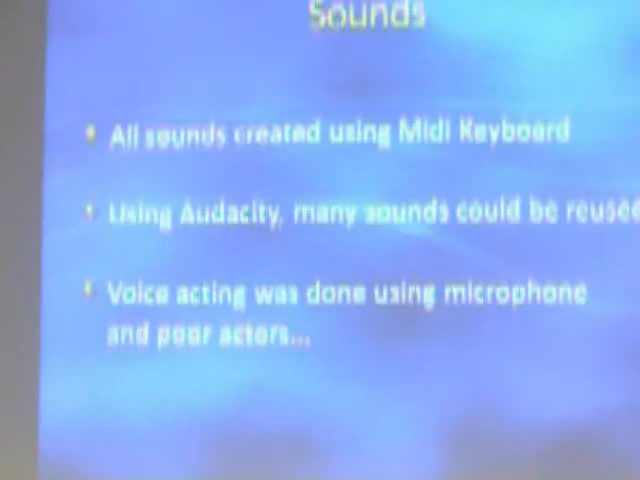 Sounds
All sounds created using Midi Keyboard
Using Audacity, many sounds could be reused
Voice acting was done using microphone
and poor actors...